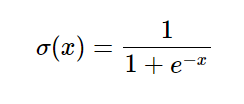 σ(x) = 1 / (1 + e^{-x})